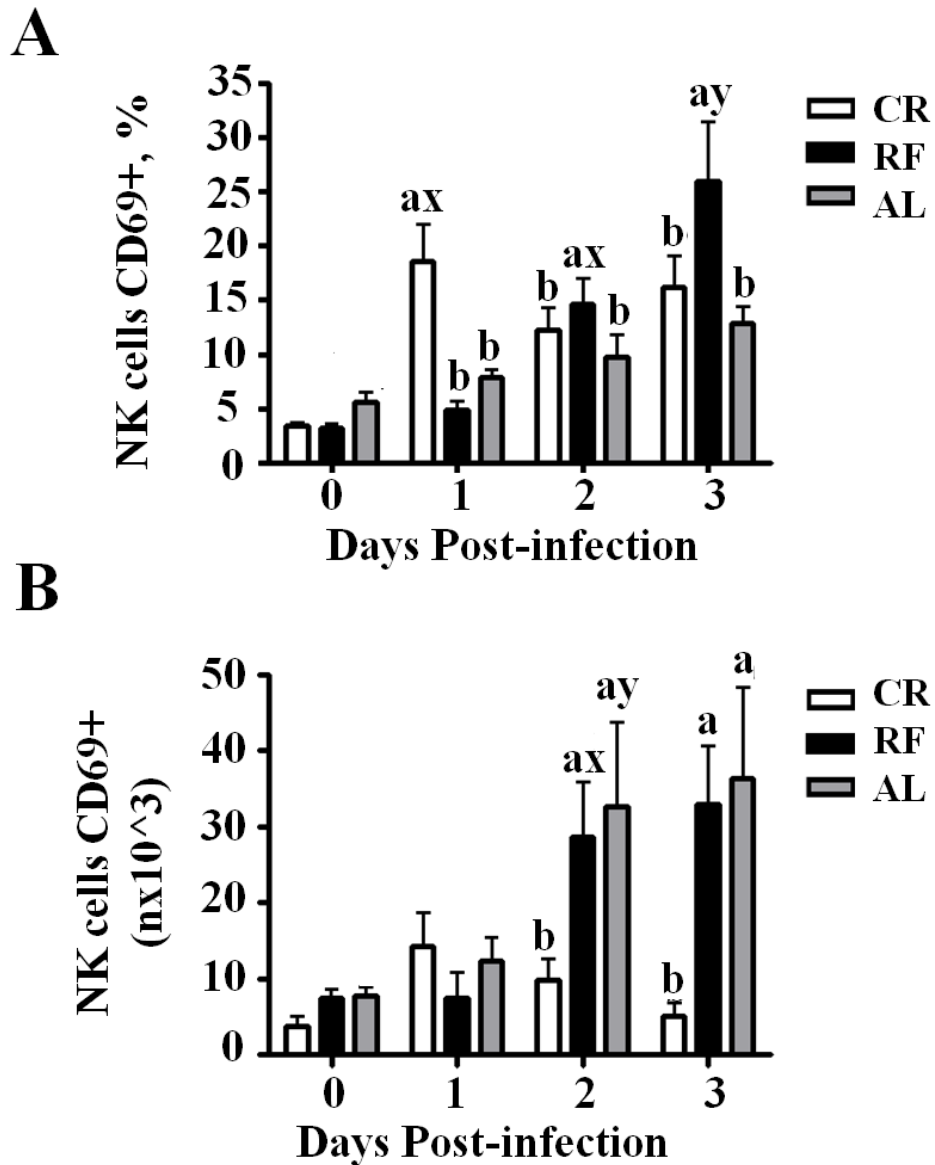 A
NK cells CD69+, %
35
30
25
20
15
10
5
0
ax
b
b
b
ax
b
b
ay
b
0 1 2 3
Days Post-infection
CR
RF
AL
B
NK cells CD69+
(nx10^3)
50
40
30
20
10
0
b
ax
ay
b
a
a
0 1 2 3
Days Post-infection
CR
RF
AL